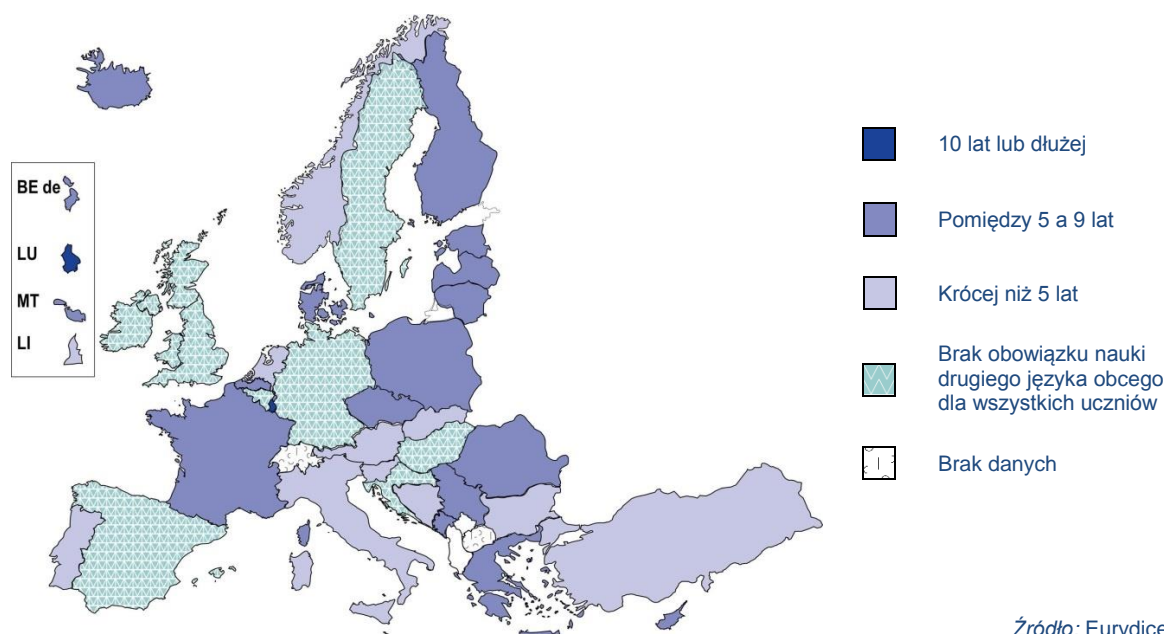 BE de
LU
MT
LI
10 lat lub dłużej
Pomiędzy 5 a 9 lat
Krócej niż 5 lat
Brak obowiązku nauki
drugiego języka obcego
dla wszystkich uczniów
Brak danych
Źródło: Eurydice